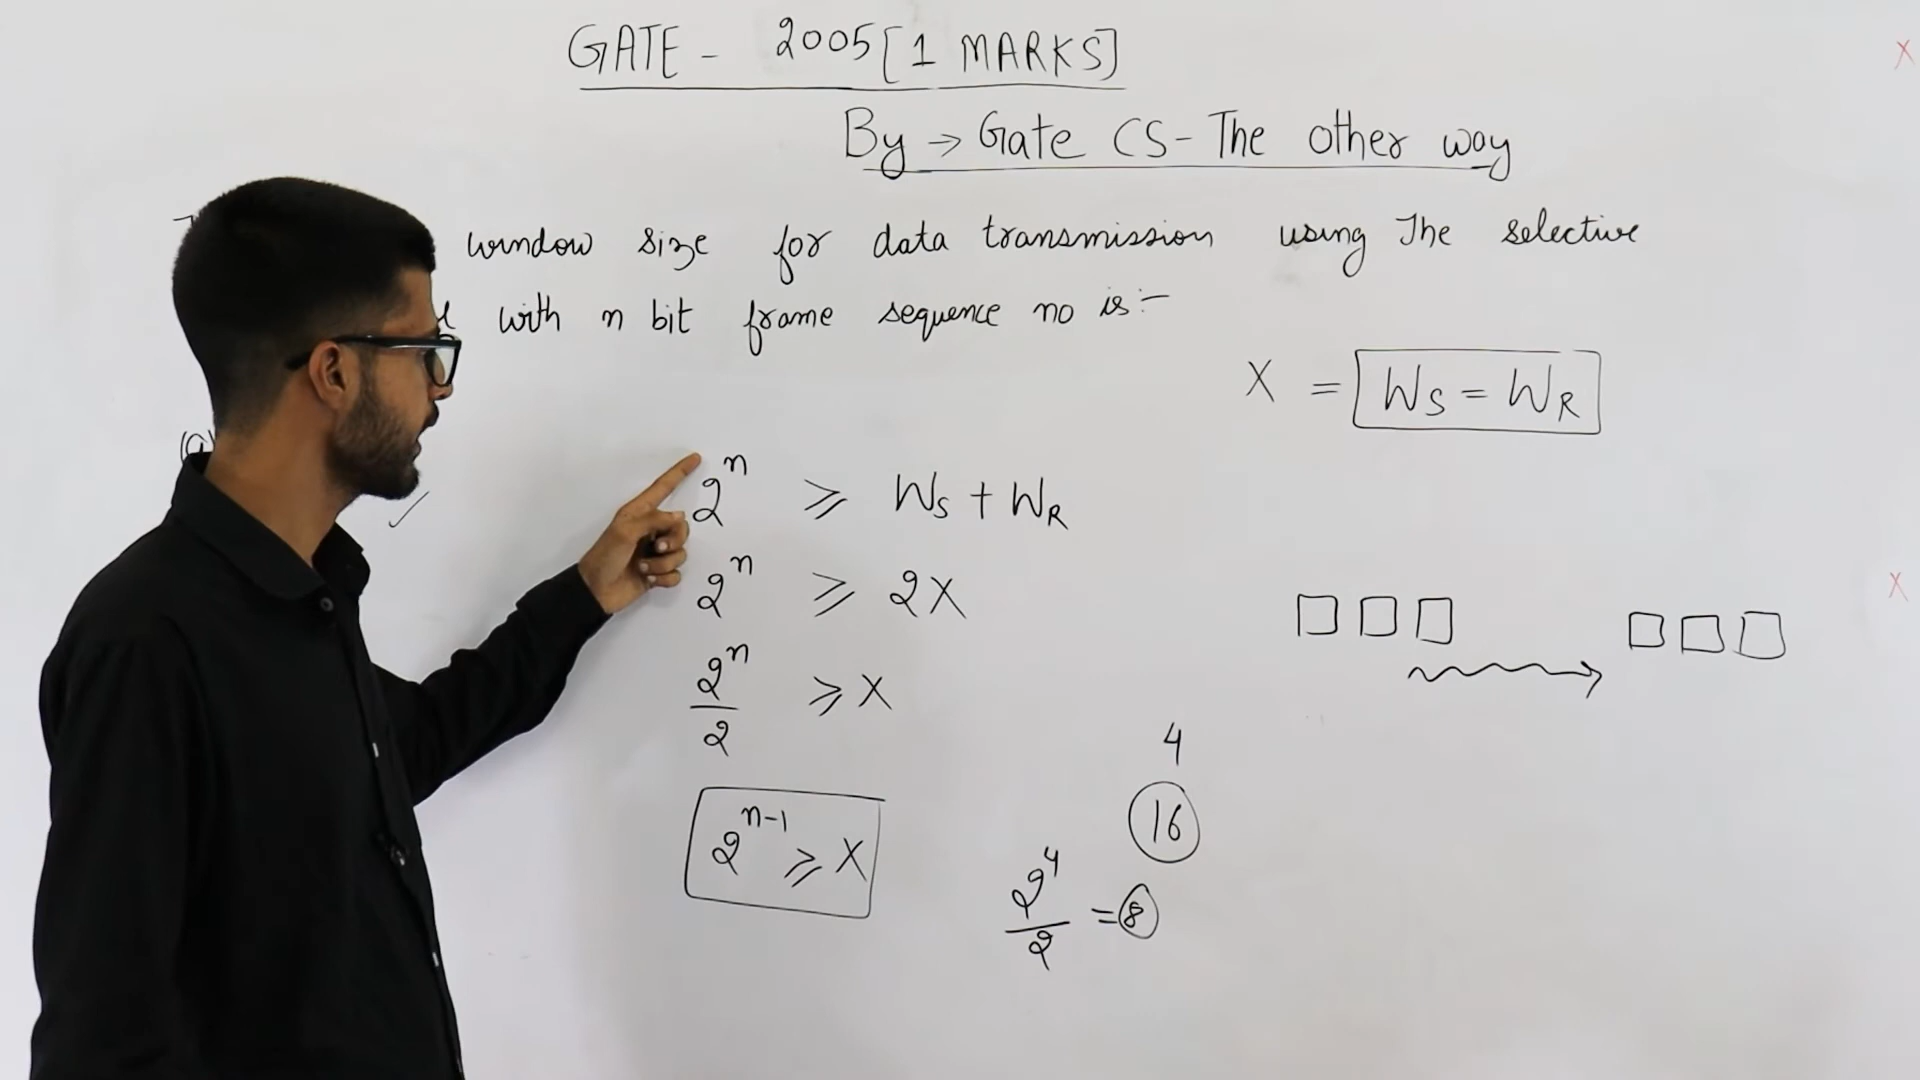 GATE - 2005 [1 MARKS]
By → Gate CS - The other way
window size for data transmission using The selective
with n bit frame sequence no is :-
X = Ws = WR
(a)
2^n ⩾ Ws + WR
2^n ⩾ 2X
2^n / 2 ⩾ X
2^(n-1) ⩾ X
4
16
2^4 / 2 = 8
X
X